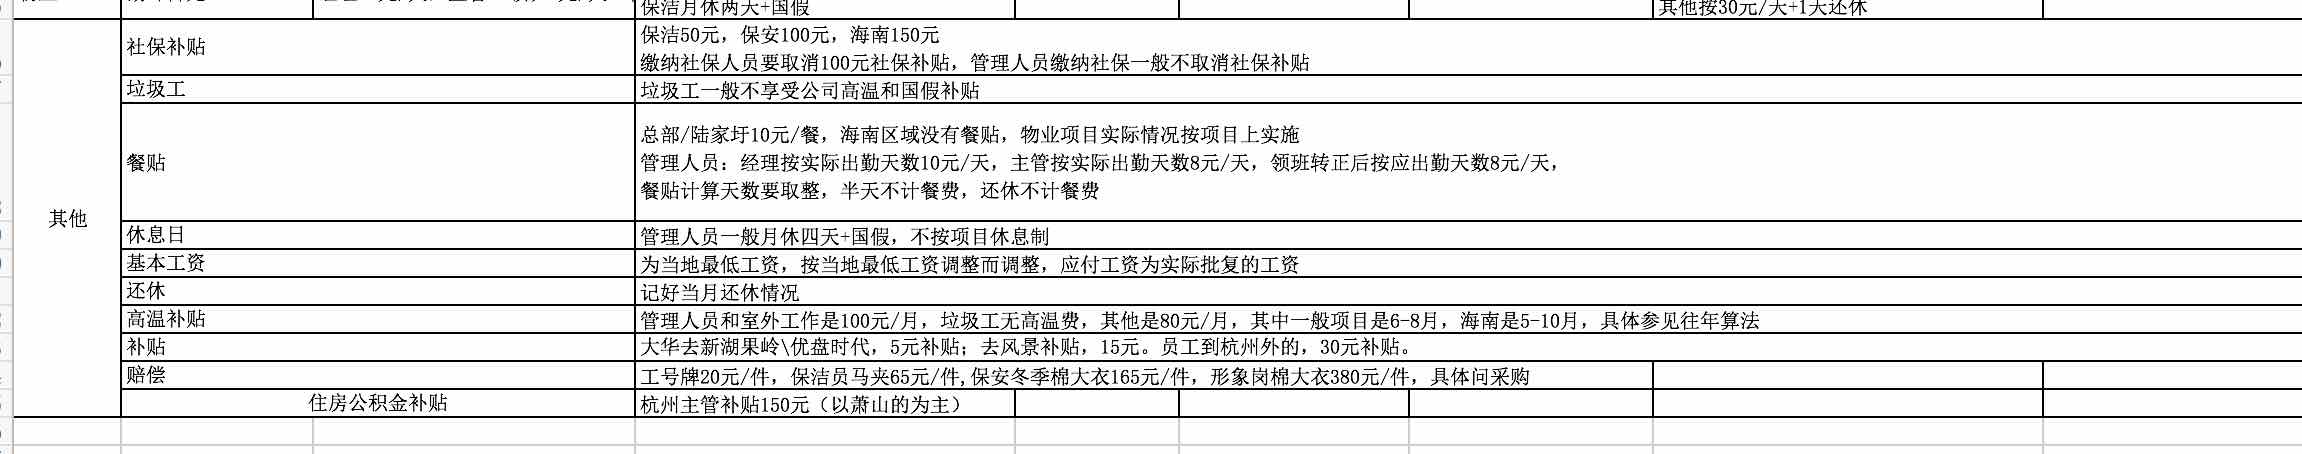 保洁月休两天+国假
其他按30元/天+1天还休
其他
社保补贴
保洁50元，保安100元，海南150元
缴纳社保人员要取消100元社保补贴，管理人员缴纳社保一般不取消社保补贴
垃圾工
垃圾工一般不享受公司高温和国假补贴
餐贴
总部/陆家圩10元/餐，海南区域没有餐贴，物业项目实际情况按项目上实施
管理人员：经理按实际出勤天数10元/天，主管按实际出勤天数8元/天，领班转正后按应出勤天数8元/天，
餐贴计算天数要取整，半天不计餐费，还休不计餐费
休息日
管理人员一般月休四天+国假，不按项目休息制
基本工资
为当地最低工资，按当地最低工资调整而调整，应付工资为实际批复的工资
还休
记好当月还休情况
高温补贴
管理人员和室外工作是100元/月，垃圾工无高温费，其他是80元/月，其中一般项目是6-8月，海南是5-10月，具体参见往年算法
补贴
大华去新湖果岭\优盘时代，5元补贴；去风景补贴，15元。员工到杭州外的，30元补贴。
赔偿
工号牌20元/件，保洁员马夹65元/件,保安冬季棉大衣165元/件，形象岗棉大衣380元/件，具体问采购
住房公积金补贴
杭州主管补贴150元（以萧山的为主）